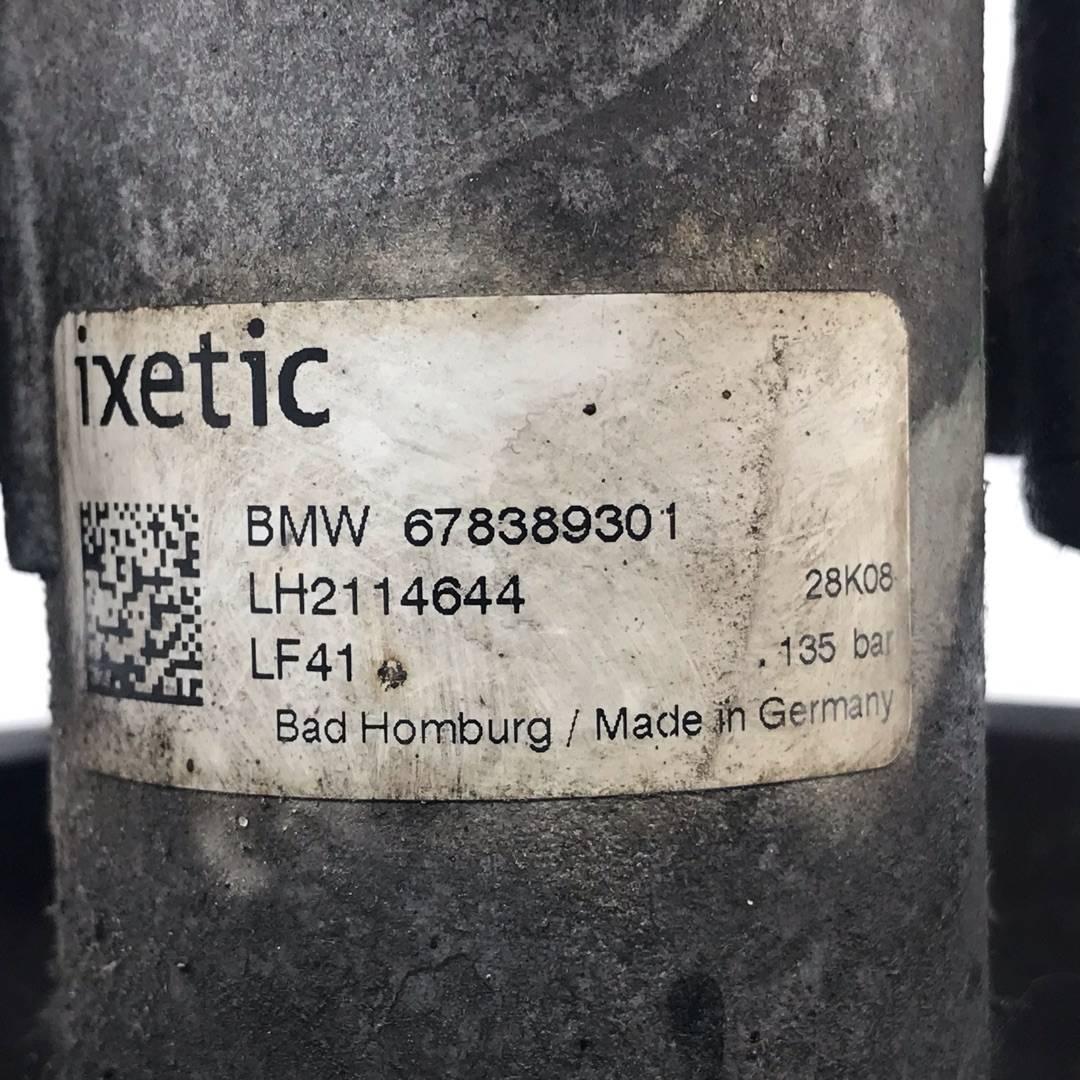 ixetic
BMW 678389301
LH2114644 28K08
LF41 135 bar
Bad Homburg / Made in Germany